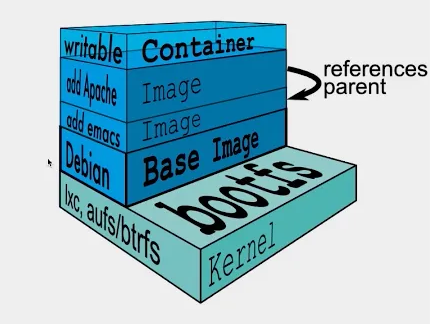 writable Container
add Apache Image
references
parent
add emacs Image
Debian Base Image
bootfs
lxc, aufs/btrfs
Kernel